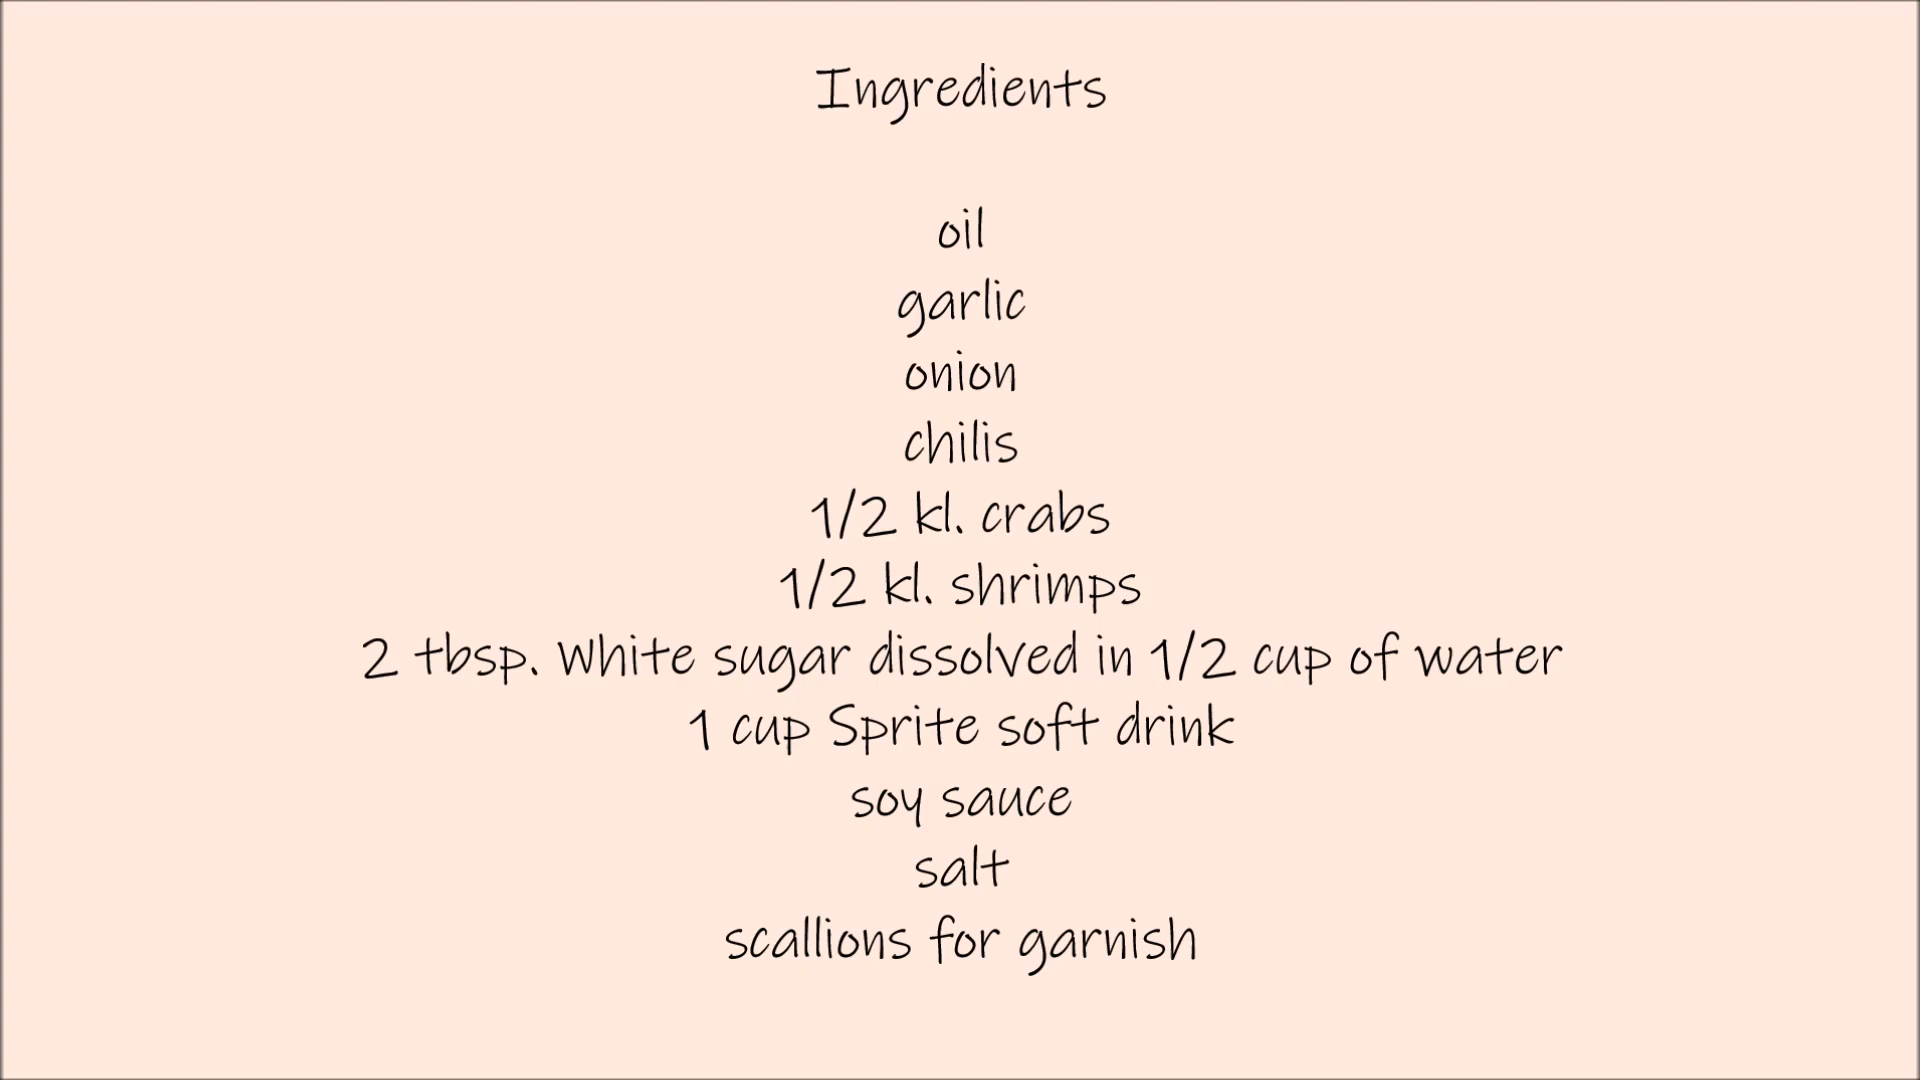 Ingredients
oil
garlic
onion
chilis
1/2 kl. crabs
1/2 kl. shrimps
2 tbsp. White sugar dissolved in 1/2 cup of water
1 cup Sprite soft drink
soy sauce
salt
scallions for garnish